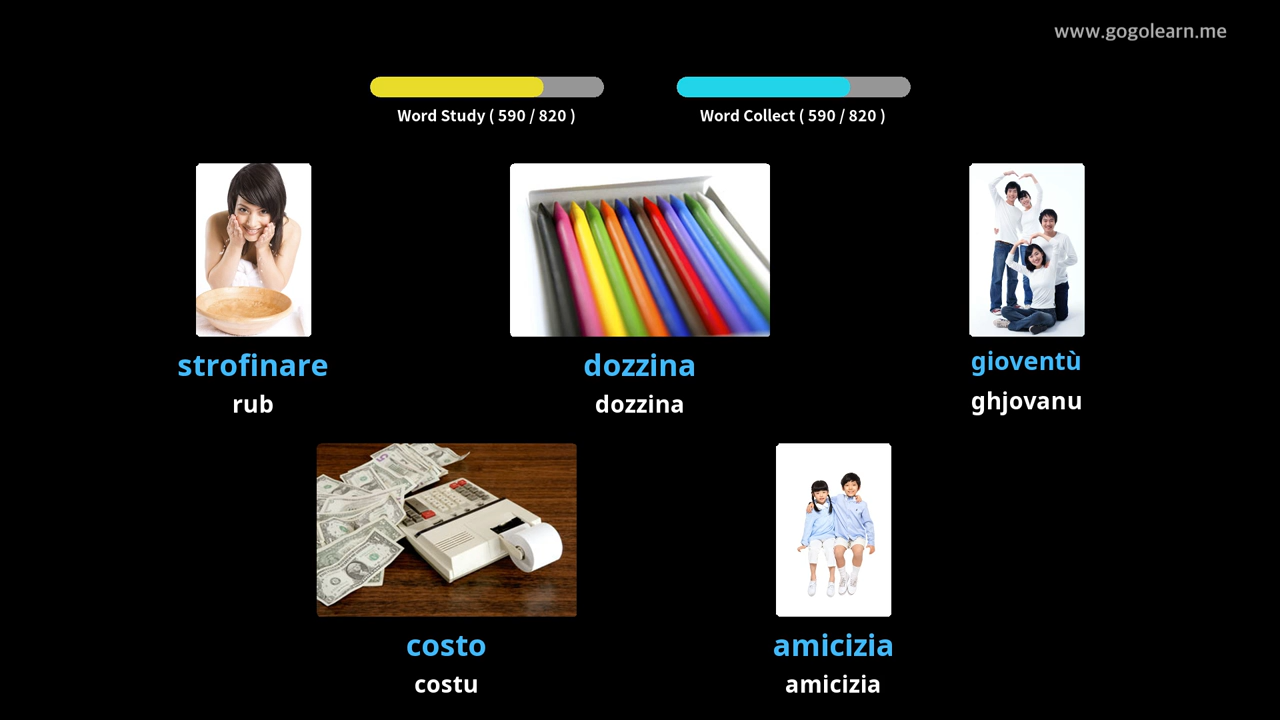 www.gogolearn.me
Word Study ( 590 / 820 )
Word Collect ( 590 / 820 )
strofinare
rub
dozzina
dozzina
gioventù
ghjovanu
costo
costu
amicizia
amicizia